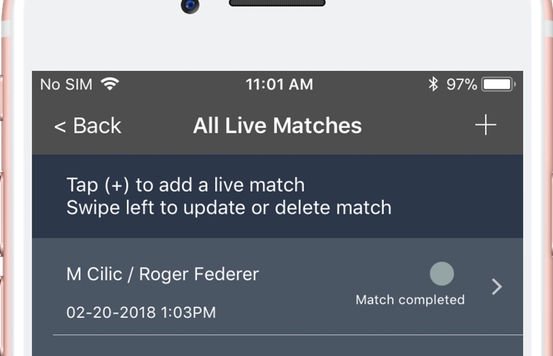 No SIM 11:01 AM 97%
< Back All Live Matches +
Tap (+) to add a live match
Swipe left to update or delete match
M Cilic / Roger Federer
Match completed
02-20-2018 1:03PM